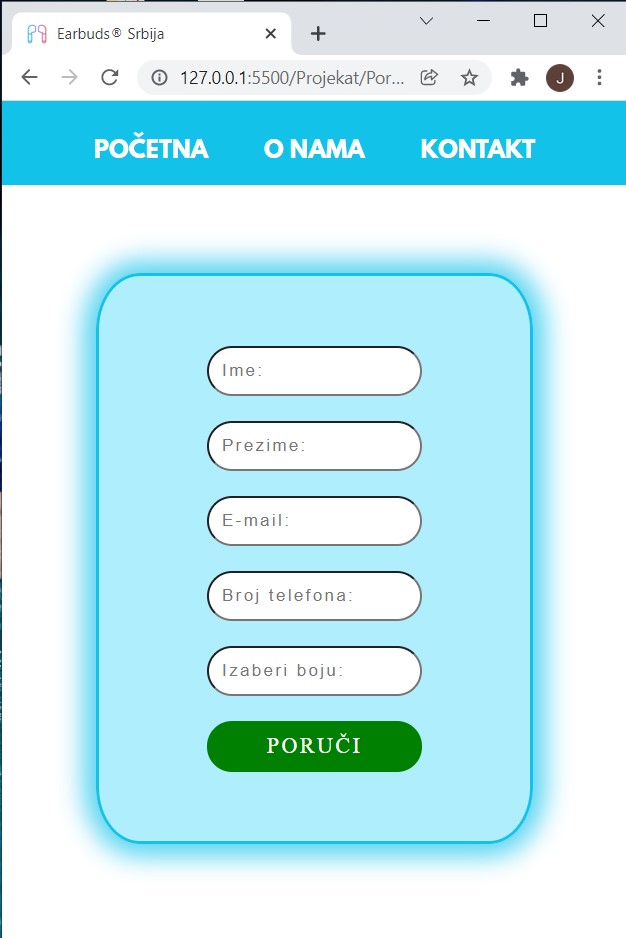 Earbuds® Srbija
127.0.0.1:5500/Projekat/Por...
J
POČETNA O NAMA KONTAKT
Ime:
Prezime:
E-mail:
Broj telefona:
Izaberi boju:
PORUČI